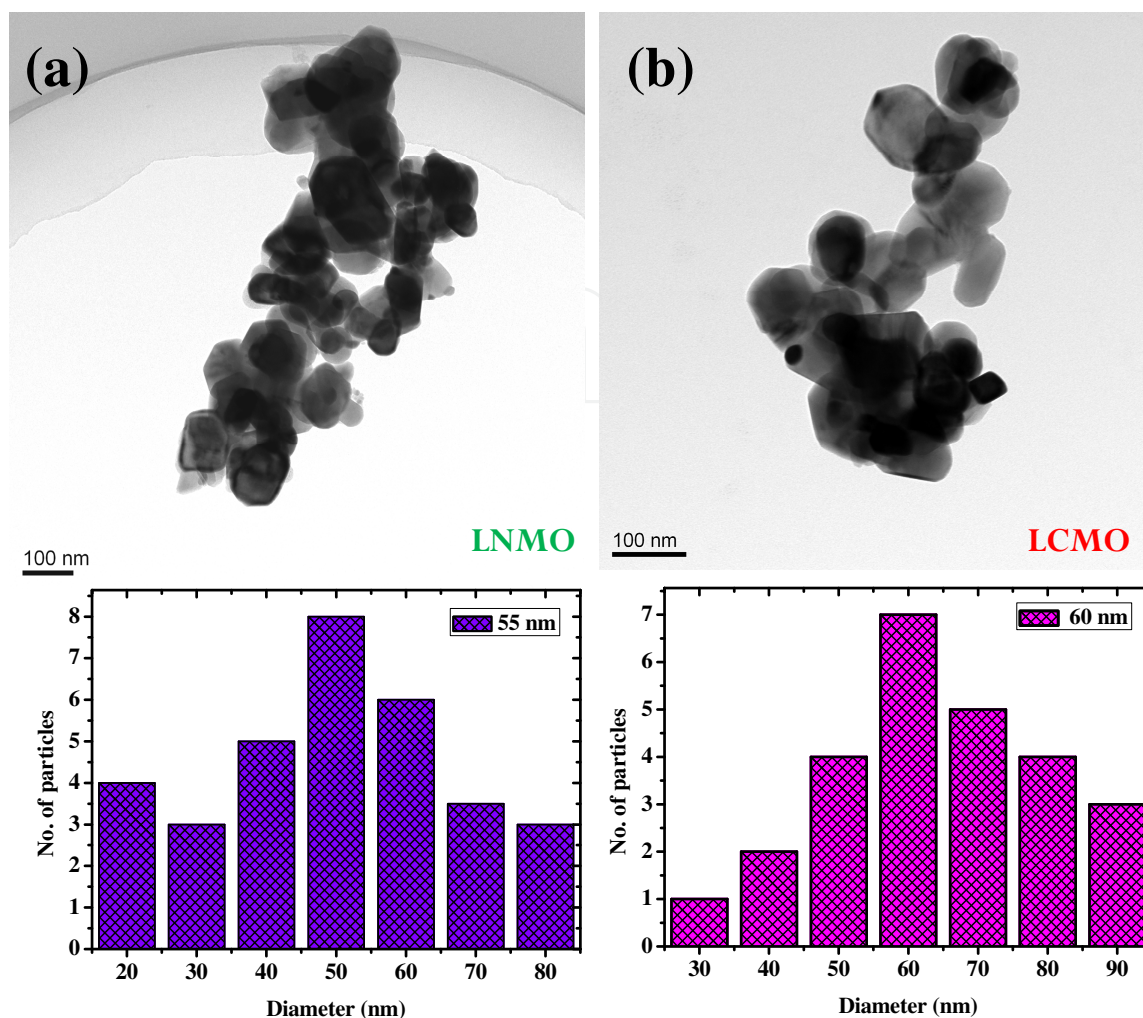 (a)
(b)
LNMO
LCMO
100 nm
100 nm
55 nm
8
7
6
5
4
3
2
1
0
No. of particles
20 30 40 50 60 70 80
Diameter (nm)
60 nm
7
6
5
4
3
2
1
0
No. of particles
30 40 50 60 70 80 90
Diameter (nm)